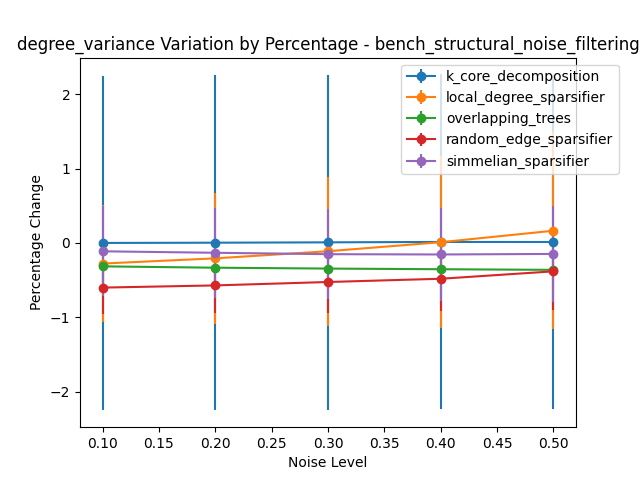 degree_variance Variation by Percentage - bench_structural_noise_filtering
k_core_decomposition
local_degree_sparsifier
overlapping_trees
random_edge_sparsifier
simmelian_sparsifier
Percentage Change
2
1
0
−1
−2
0.10 0.15 0.20 0.25 0.30 0.35 0.40 0.45 0.50
Noise Level